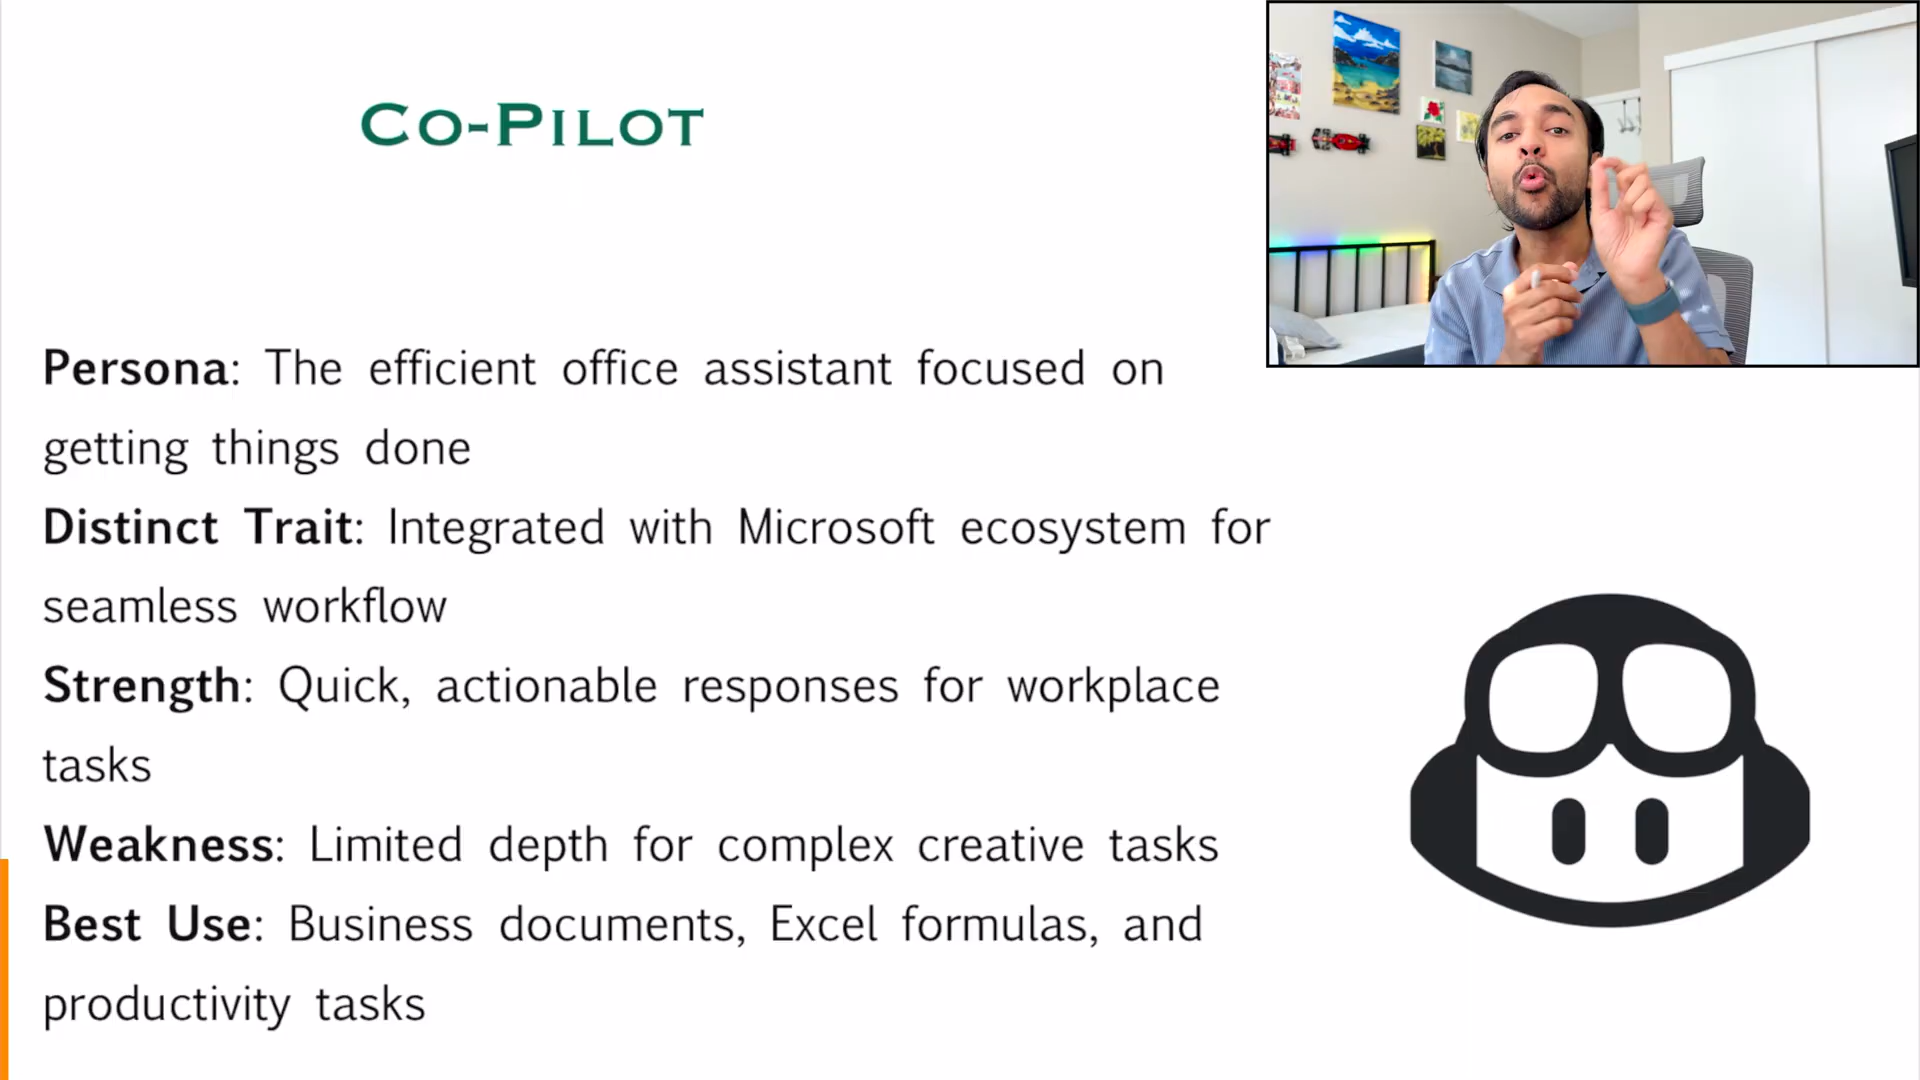 Co-Pilot
Persona: The efficient office assistant focused on
getting things done
Distinct Trait: Integrated with Microsoft ecosystem for
seamless workflow
Strength: Quick, actionable responses for workplace
tasks
Weakness: Limited depth for complex creative tasks
Best Use: Business documents, Excel formulas, and
productivity tasks